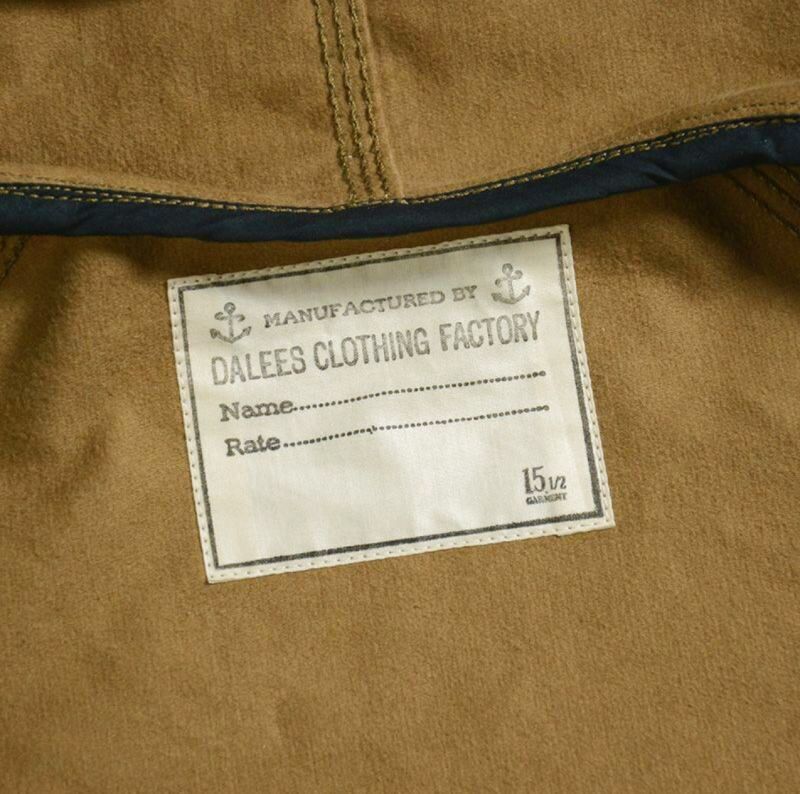 MANUFACTURED BY
DALEES CLOTHING FACTORY
Name
Rate
15 1/2
GARMENT